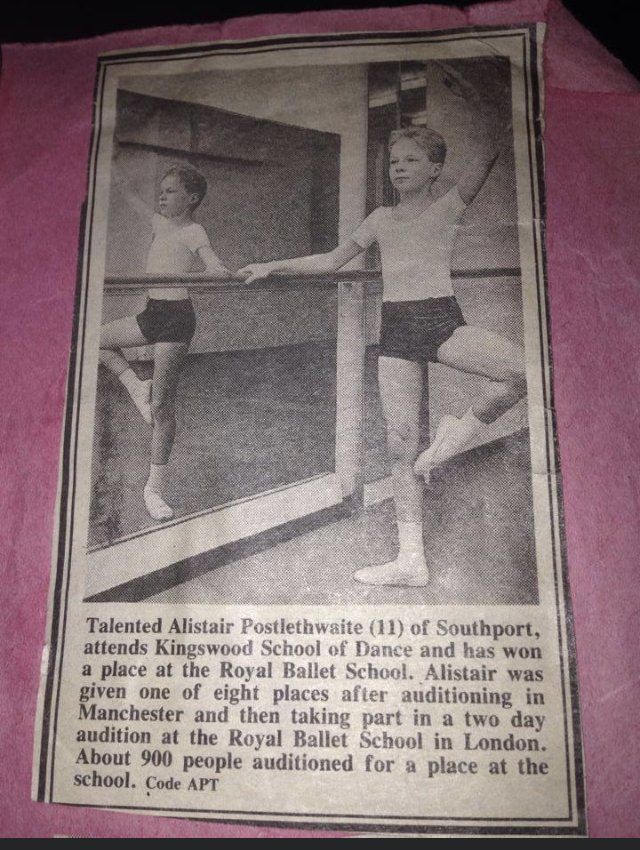 Talented Alistair Postlethwaite (11) of Southport,
attends Kingswood School of Dance and has won
a place at the Royal Ballet School. Alistair was
given one of eight places after auditioning in
Manchester and then taking part in a two day
audition at the Royal Ballet School in London.
About 900 people auditioned for a place at the
school. Code APT